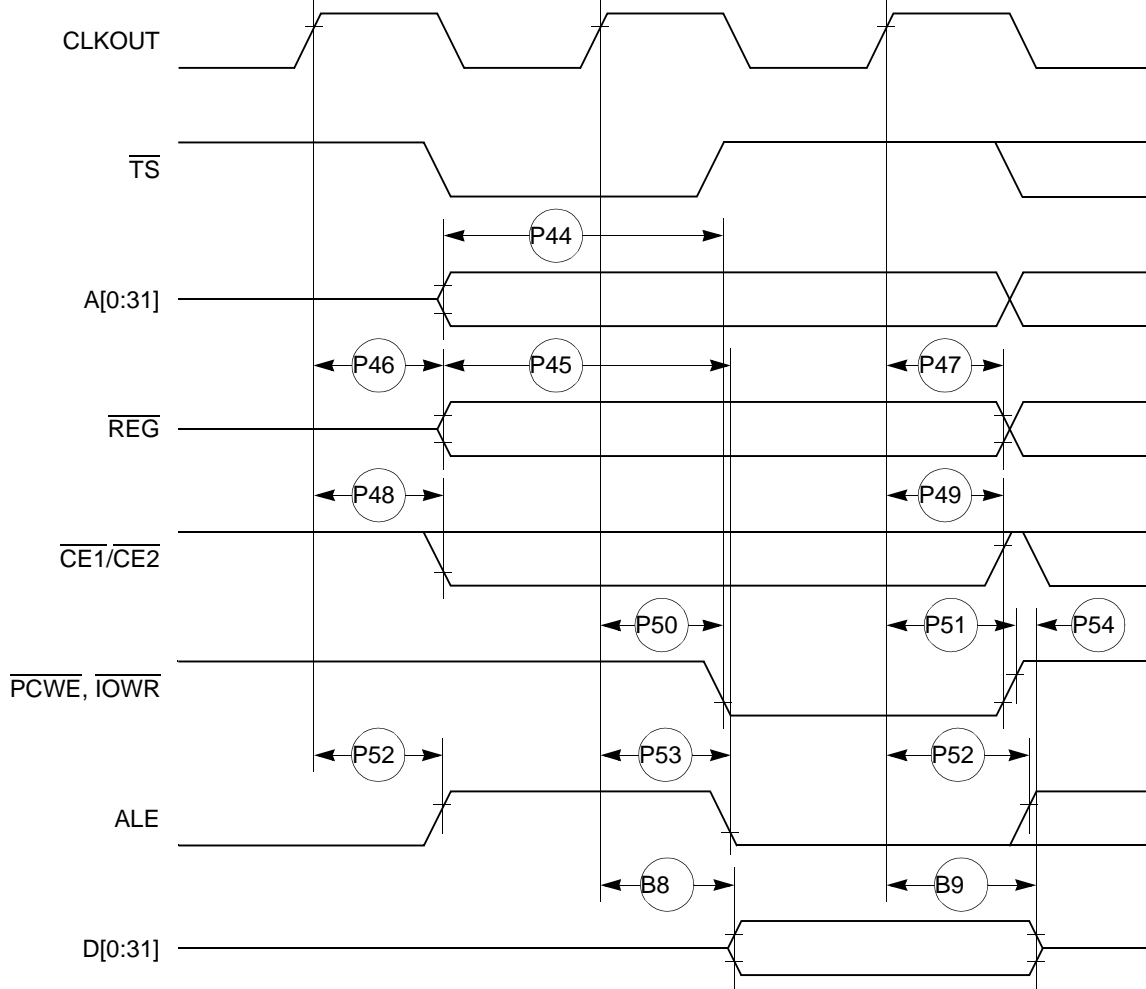 CLKOUT
TS
P44
A[0:31]
P46 P45 P47
REG
P48 P49
CE1/CE2
P50 P51 P54
PCWE, IOWR
P52 P53 P52
ALE
B8 B9
D[0:31]